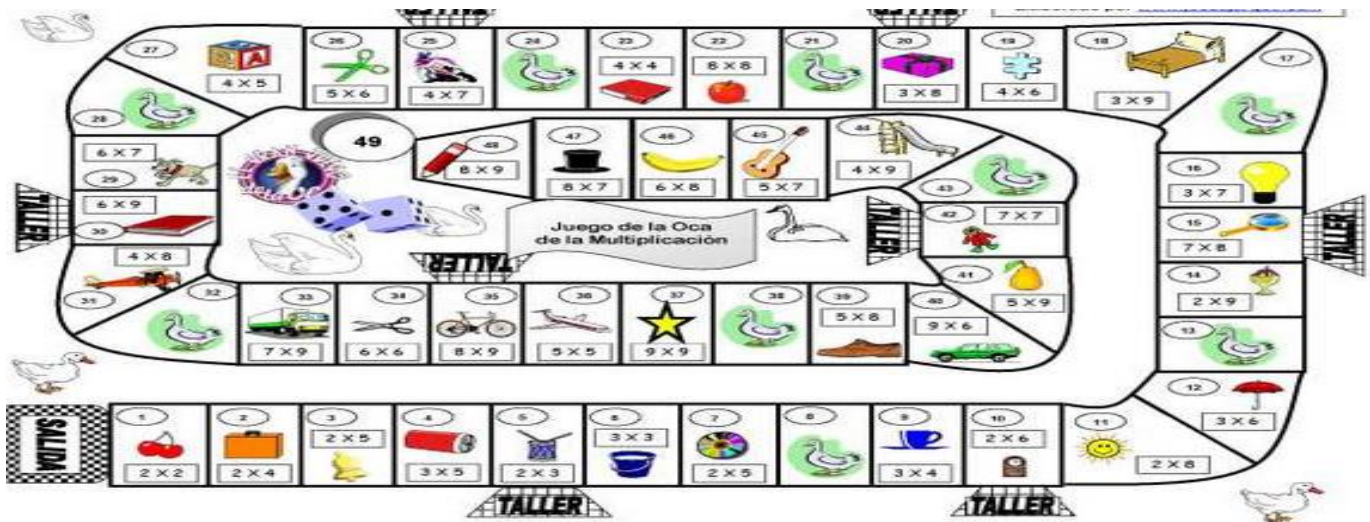 TALLER
TALLER
27
4 X 5
26
5 X 6
25
4 X 7
24
23
4 X 4
22
8 X 8
21
20
3 X 8
19
4 X 6
18
3 X 9
17
28
49
48
8 X 9
47
8 X 7
46
6 X 8
45
5 X 7
44
4 X 9
43
16
3 X 7
6 X 7
29
6 X 9
30
TALLER
Juego de la Oca
de la Multiplicación
TALLER
TALLER
42
7 X 7
15
7 X 8
TALLER
4 X 8
31
41
5 X 9
14
2 X 9
32
33
7 X 9
34
6 X 6
35
8 X 9
36
5 X 5
37
9 X 9
38
39
5 X 8
40
9 X 6
13
12
3 X 6
SALIDA
1
2 X 2
2
2 X 4
3
2 X 5
4
3 X 5
5
2 X 3
6
3 X 3
7
2 X 5
8
9
3 X 4
10
2 X 6
11
2 X 8
TALLER
TALLER